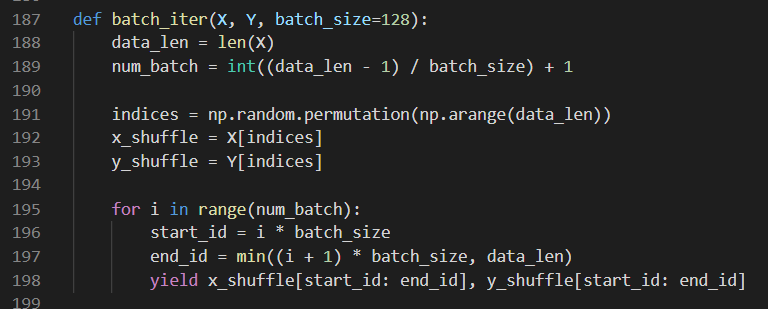 187 def batch_iter(X, Y, batch_size=128):
188     data_len = len(X)
189     num_batch = int((data_len - 1) / batch_size) + 1
190
191     indices = np.random.permutation(np.arange(data_len))
192     x_shuffle = X[indices]
193     y_shuffle = Y[indices]
194
195     for i in range(num_batch):
196         start_id = i * batch_size
197         end_id = min((i + 1) * batch_size, data_len)
198         yield x_shuffle[start_id: end_id], y_shuffle[start_id: end_id]
199